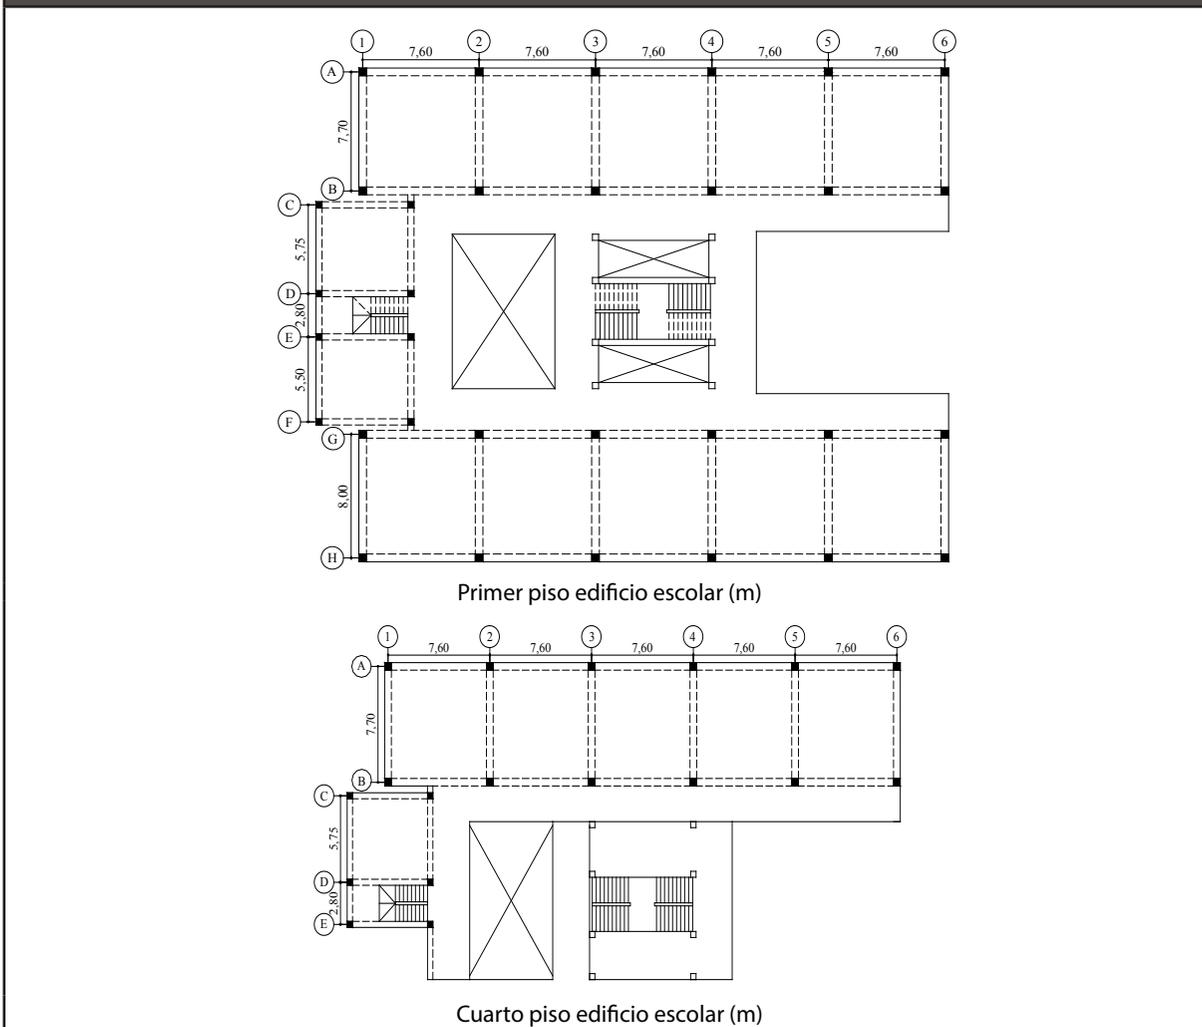 1 2 3 4 5 6
7,60 7,60 7,60 7,60 7,60
A
7,70
B
C
5,75
D
2,80
E
5,50
F
G
8,00
H
Primer piso edificio escolar (m)
1 2 3 4 5 6
7,60 7,60 7,60 7,60 7,60
A
7,70
B
C
5,75
D
2,80
E
Cuarto piso edificio escolar (m)